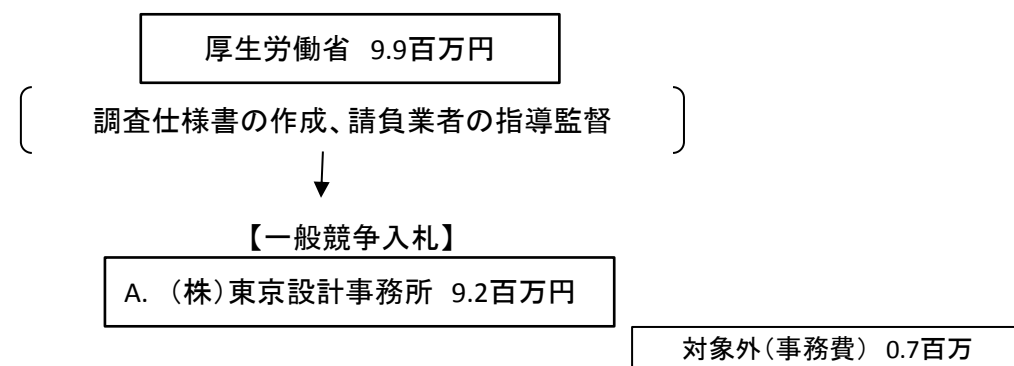 厚生労働省 9.9百万円
調査仕様書の作成、請負業者の指導監督
【一般競争入札】
A. (株)東京設計事務所 9.2百万円
対象外(事務費) 0.7百万